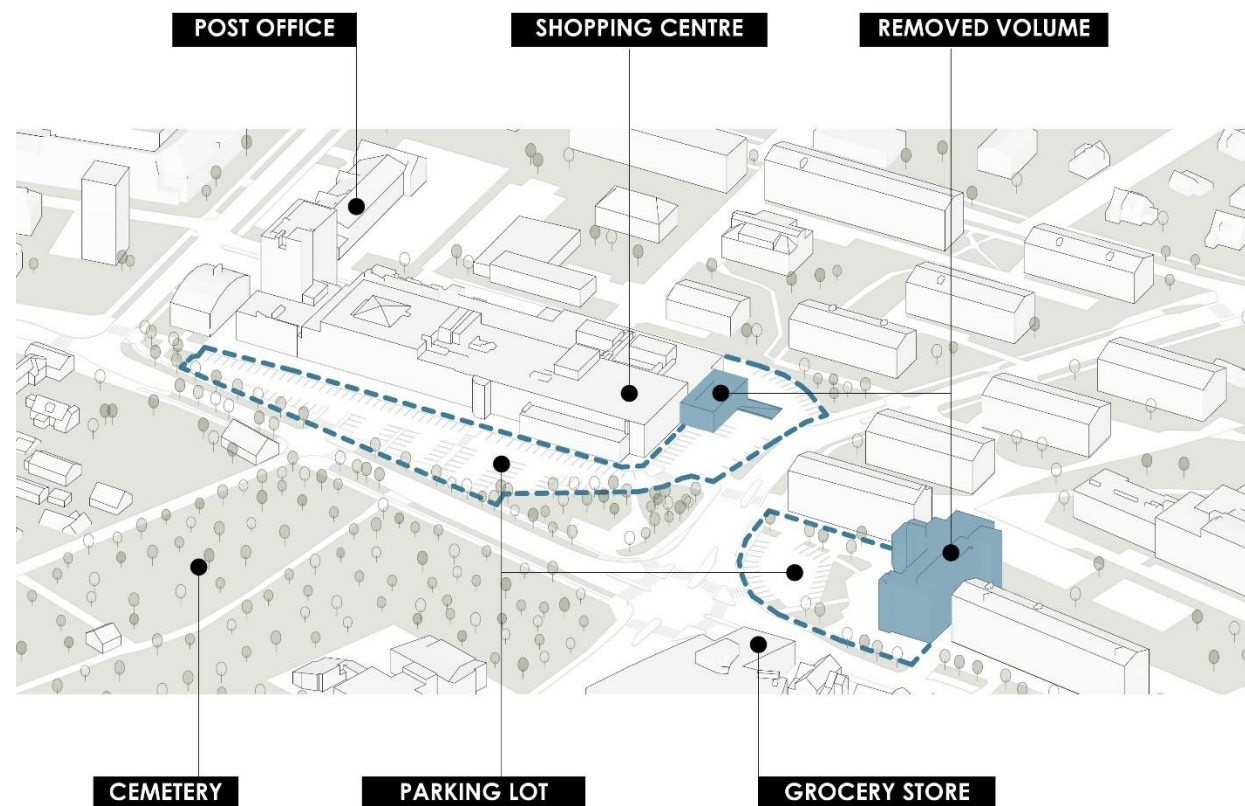 POST OFFICE
SHOPPING CENTRE
REMOVED VOLUME
CEMETERY
PARKING LOT
GROCERY STORE